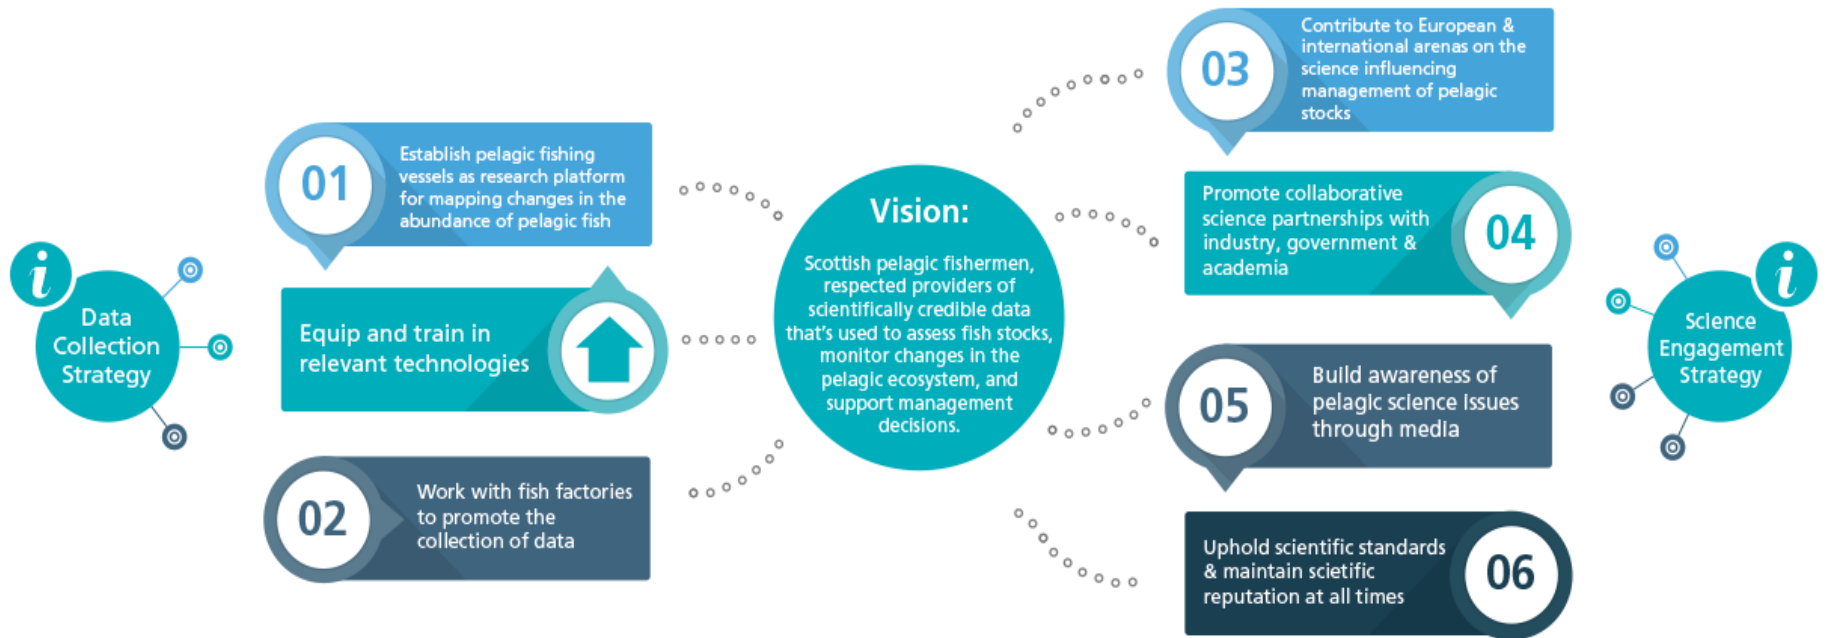 i
Data
Collection
Strategy
01
Establish pelagic fishing
vessels as research platform
for mapping changes in the
abundance of pelagic fish
Equip and train in
relevant technologies
02
Work with fish factories
to promote the
collection of data
Vision:
Scottish pelagic fishermen,
respected providers of
scientifically credible data
that's used to assess fish stocks,
monitor changes in the
pelagic ecosystem, and
support management
decisions.
03
Contribute to European &
international arenas on the
science influencing
management of pelagic
stocks
Promote collaborative
science partnerships with
industry, government &
academia
04
05
Build awareness of
pelagic science issues
through media
Uphold scientific standards
& maintain scietific
reputation at all times
06
i
Science
Engagement
Strategy